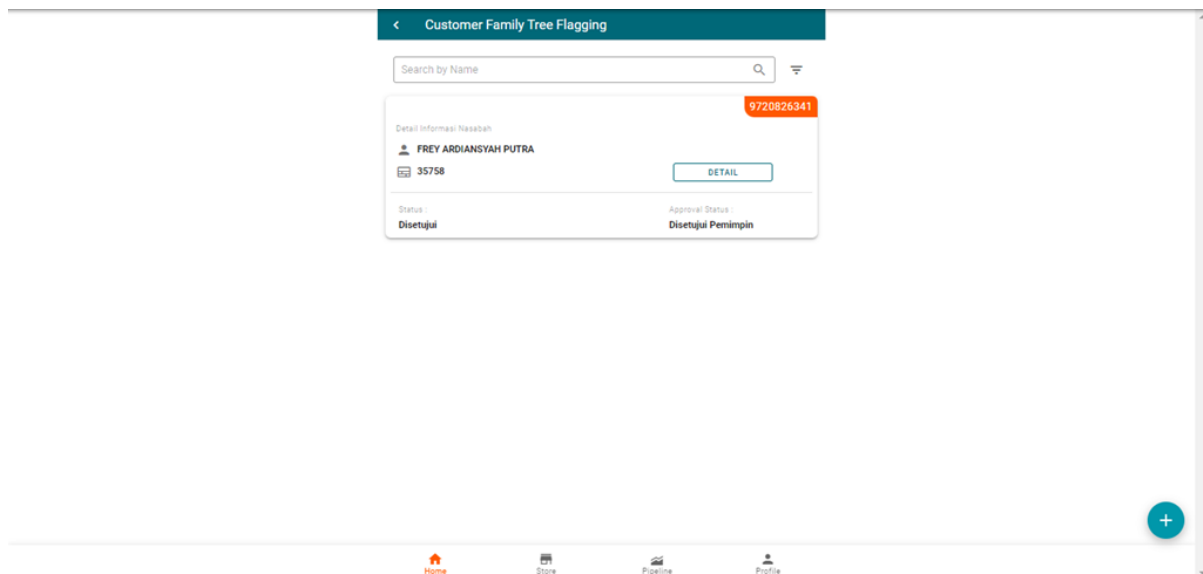 Customer Family Tree Flagging
Search by Name
9720826341
Detail Informasi Nasabah
FREY ARDIANSYAH PUTRA
35758
DETAIL
Status :
Approval Status :
Disetujui
Disetujui Pemimpin
Home
Store
Pipeline
Profile